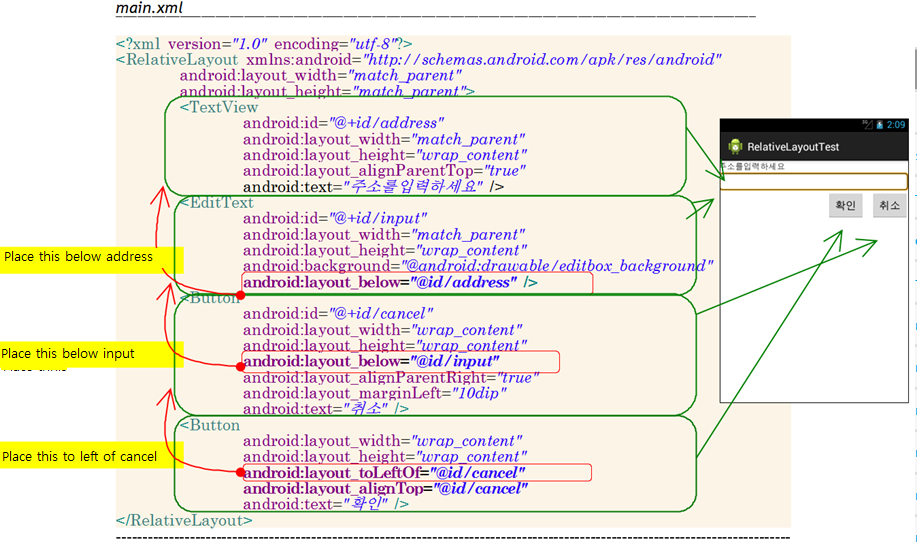 main.xml
<?xml version="1.0" encoding="utf-8"?>
<RelativeLayout xmlns:android="http://schemas.android.com/apk/res/android"
android:layout_width="match_parent"
android:layout_height="match_parent">
<TextView
android:id="@+id/address"
android:layout_width="match_parent"
android:layout_height="wrap_content"
android:layout_alignParentTop="true"
android:text="주소를입력하세요" />
<EditText
android:id="@+id/input"
android:layout_width="match_parent"
android:layout_height="wrap_content"
android:background="@android:drawable/editbox_background"
android:layout_below="@id/address" />
<Button
android:id="@+id/cancel"
android:layout_width="wrap_content"
android:layout_height="wrap_content"
android:layout_below="@id/input"
android:layout_alignParentRight="true"
android:layout_marginLeft="10dip"
android:text="취소" />
<Button
android:layout_width="wrap_content"
android:layout_height="wrap_content"
android:layout_toLeftOf="@id/cancel"
android:layout_alignTop="@id/cancel"
android:text="확인" />
</RelativeLayout>
Place this below address
Place this below input
Place this to left of cancel
2:09
RelativeLayoutTest
주소를입력하세요
확인 취소